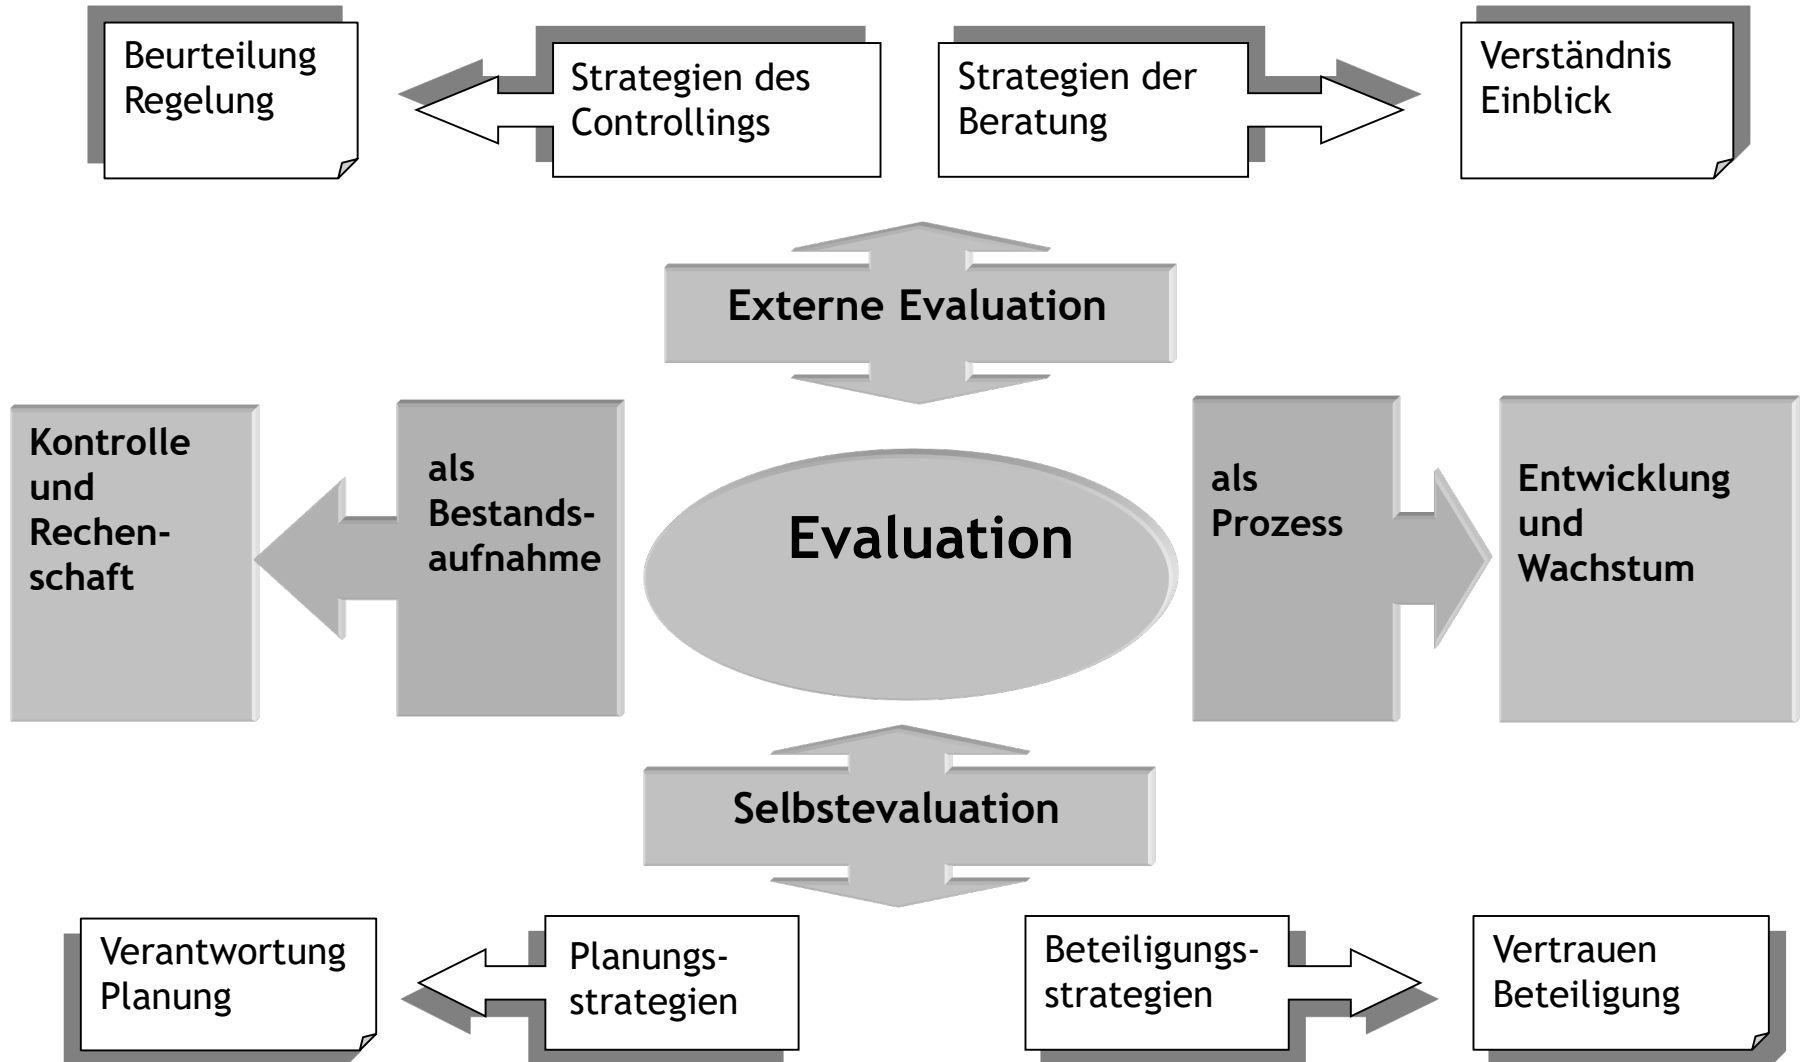 Beurteilung
Regelung
Strategien des
Controllings
Strategien der
Beratung
Verständnis
Einblick
Externe Evaluation
Kontrolle
und
Rechen-
schaft
als
Bestands-
aufnahme
Evaluation
als
Prozess
Entwicklung
und
Wachstum
Selbstevaluation
Verantwortung
Planung
Planungs-
strategien
Beteiligungs-
strategien
Vertrauen
Beteiligung